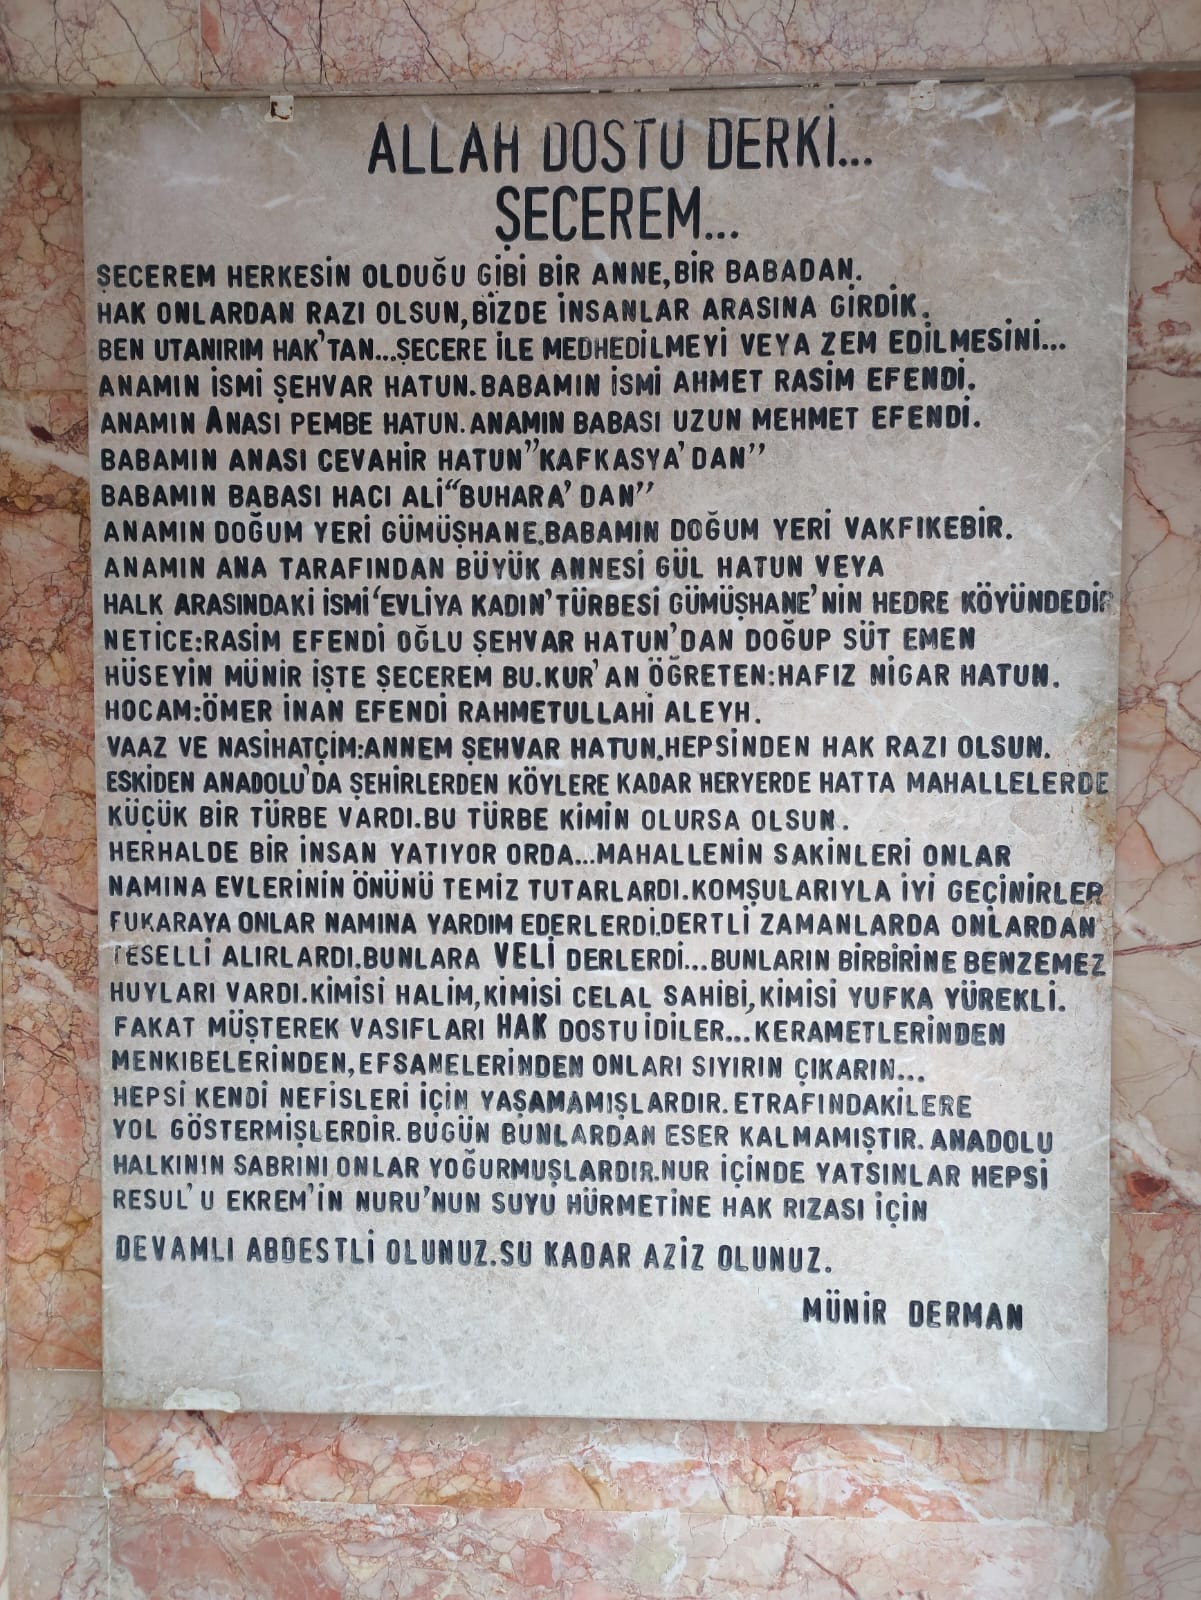 ALLAH DOSTU DERKİ...
ŞECEREM...
ŞECEREM HERKESİN OLDUĞU GİBİ BİR ANNE,BİR BABADAN.
HAK ONLARDAN RAZI OLSUN,BİZDE İNSANLAR ARASINA GİRDİK.
BEN UTANIRIM HAK'TAN...ŞECERE İLE MEDHEDİLMEYİ VEYA ZEM EDİLMESİNİ...
ANAMIN İSMİ ŞEHVAR HATUN.BABAMIN İSMİ AHMET RASİM EFENDİ.
ANAMIN ANASI PEMBE HATUN.ANAMIN BABASI UZUN MEHMET EFENDİ.
BABAMIN ANASI CEVAHİR HATUN"KAFKASYA'DAN"
BABAMIN BABASI HACI ALİ"BUHARA'DAN"
ANAMIN DOĞUM YERİ GÜMÜŞHANE.BABAMIN DOĞUM YERİ VAKFIKEBİR.
ANAMIN ANA TARAFINDAN BÜYÜK ANNESİ GÜL HATUN VEYA
HALK ARASINDAKİ İSMİ'EVLİYA KADIN'TÜRBESİ GÜMÜŞHANE'NİN HEDRE KÖYÜNDEDİR
NETİCE:RASİM EFENDİ OĞLU ŞEHVAR HATUN'DAN DOĞUP SÜT EMEN
HÜSEYİN MÜNİR İŞTE ŞECEREM BU.KUR'AN ÖĞRETEN:HAFIZ NİGAR HATUN.
HOCAM:ÖMER İNAN EFENDİ RAHMETULLAHİ ALEYH.
VAAZ VE NASİHATÇİM:ANNEM ŞEHVAR HATUN.HEPSİNDEN HAK RAZI OLSUN.
ESKİDEN ANADOLU'DA ŞEHİRLERDEN KÖYLERE KADAR HERYERDE HATTA MAHALLELERDE
KÜÇÜK BİR TÜRBE VARDI.BU TÜRBE KİMİN OLURSA OLSUN.
HERHALDE BİR İNSAN YATIYOR ORDA...MAHALLENİN SAKİNLERİ ONLAR
NAMINA EVLERİNİN ÖNÜNÜ TEMİZ TUTARLARDI.KOMŞULARIYLA İYİ GEÇİNİRLER
FUKARAYA ONLAR NAMINA YARDIM EDERLERDİ.DERTLİ ZAMANLARDA ONLARDAN
TESELLİ ALIRLARDI.BUNLARA VELİ DERLERDİ...BUNLARIN BİRBİRİNE BENZEMEZ
HUYLARI VARDI.KİMİSİ HALİM,KİMİSİ CELAL SAHİBİ,KİMİSİ YUFKA YÜREKLİ.
FAKAT MÜŞTEREK VASIFLARI HAK DOSTU İDİLER...KERAMETLERİNDEN
MENKIBELERİNDEN,EFSANELERİNDEN ONLARI SIYIRIN ÇIKARIN...
HEPSİ KENDİ NEFİSLERİ İÇİN YAŞAMAMIŞLARDIR.ETRAFINDAKİLERE
YOL GÖSTERMİŞLERDİR.BUGÜN BUNLARDAN ESER KALMAMIŞTIR.ANADOLU
HALKININ SABRINI ONLAR YOĞURMUŞLARDIR.NUR İÇİNDE YATSINLAR HEPSİ
RESUL'U EKREM'İN NURU'NUN SUYU HÜRMETİNE HAK RIZASI İÇİN
DEVAMLI ABDESTLİ OLUNUZ.SU KADAR AZİZ OLUNUZ.
MÜNİR DERMAN